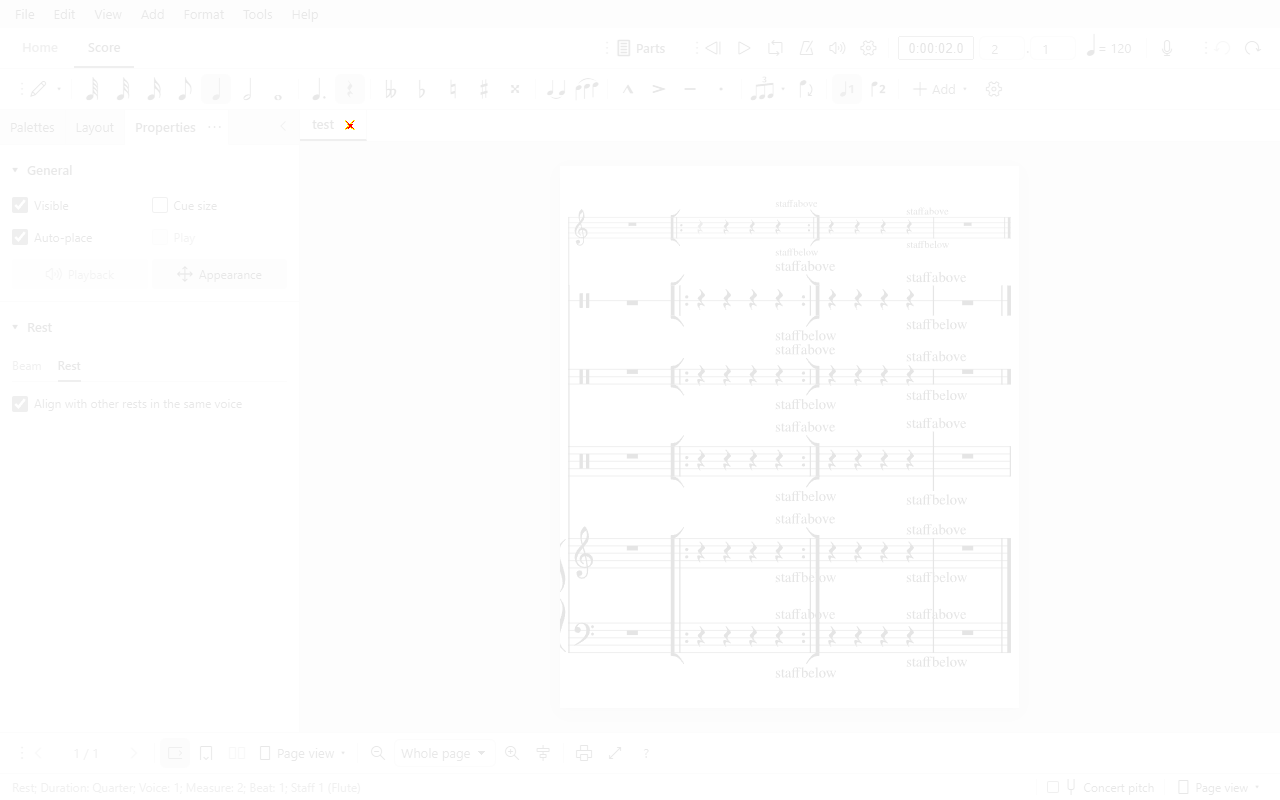 File Edit View Add Format Tools Help
Home Score Parts 0:00:02.0 2 . 1 = 120
Add
Palettes Layout Properties
test
General
Visible Cue size
Auto-place Play
Playback Appearance
Rest
Beam Rest
Align with other rests in the same voice
staffabove
staffabove
staffbelow
staffbelow
staffabove
staffabove
staffbelow
staffbelow
staffabove
staffabove
staffbelow
staffbelow
staffabove
staffabove
staffbelow
staffbelow
staffabove
staffabove
staffbelow staffbelow
staffabove staffabove
staffbelow
staffbelow
1 / 1 Page view Whole page ?
Rest; Duration: Quarter; Voice: 1; Measure: 2; Beat: 1; Staff 1 (Flute) Concert pitch Page view